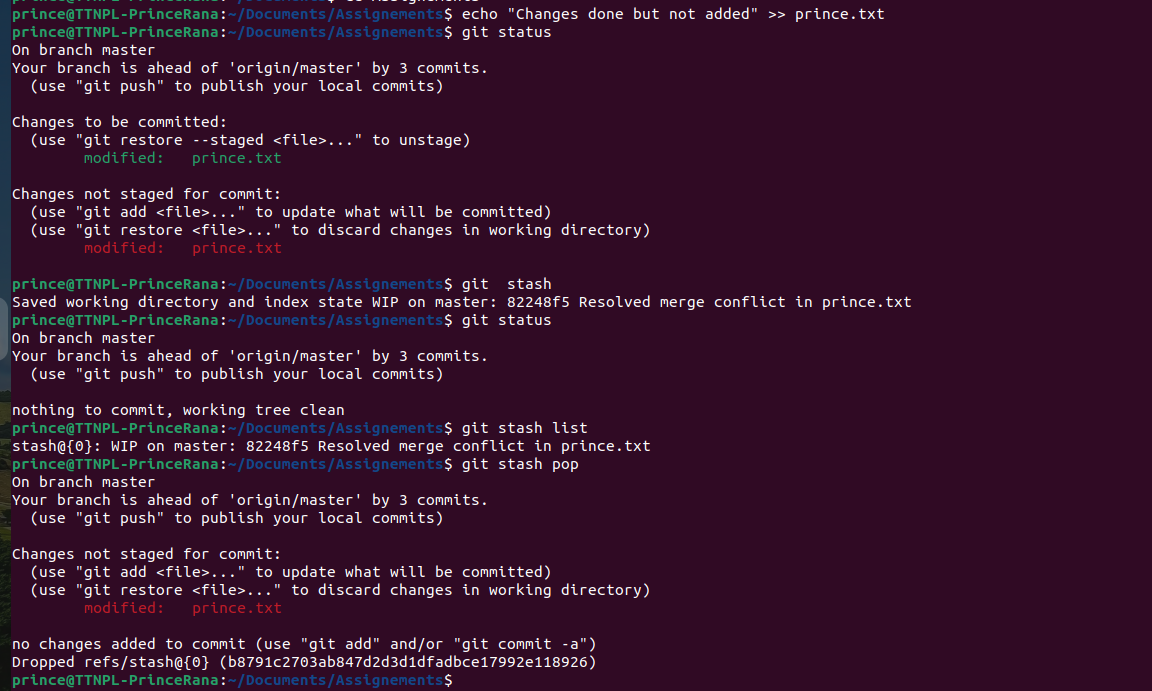 prince@TTNPL-PrinceRana:~/Documents/Assignements$ echo "Changes done but not added" >> prince.txt
prince@TTNPL-PrinceRana:~/Documents/Assignements$ git status
On branch master
Your branch is ahead of 'origin/master' by 3 commits.
  (use "git push" to publish your local commits)

Changes to be committed:
  (use "git restore --staged <file>..." to unstage)
        modified:   prince.txt

Changes not staged for commit:
  (use "git add <file>..." to update what will be committed)
  (use "git restore <file>..." to discard changes in working directory)
        modified:   prince.txt

prince@TTNPL-PrinceRana:~/Documents/Assignements$ git  stash
Saved working directory and index state WIP on master: 82248f5 Resolved merge conflict in prince.txt
prince@TTNPL-PrinceRana:~/Documents/Assignements$ git status
On branch master
Your branch is ahead of 'origin/master' by 3 commits.
  (use "git push" to publish your local commits)

nothing to commit, working tree clean
prince@TTNPL-PrinceRana:~/Documents/Assignements$ git stash list
stash@{0}: WIP on master: 82248f5 Resolved merge conflict in prince.txt
prince@TTNPL-PrinceRana:~/Documents/Assignements$ git stash pop
On branch master
Your branch is ahead of 'origin/master' by 3 commits.
  (use "git push" to publish your local commits)

Changes not staged for commit:
  (use "git add <file>..." to update what will be committed)
  (use "git restore <file>..." to discard changes in working directory)
        modified:   prince.txt

no changes added to commit (use "git add" and/or "git commit -a")
Dropped refs/stash@{0} (b8791c2703ab847d2d3d1dfadbce17992e118926)
prince@TTNPL-PrinceRana:~/Documents/Assignements$